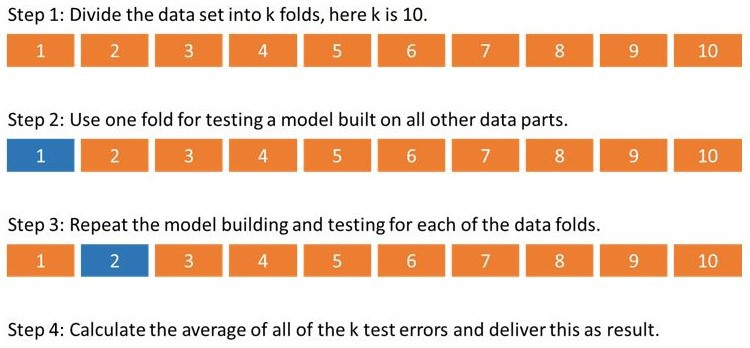 Step 1: Divide the data set into k folds, here k is 10.
1 2 3 4 5 6 7 8 9 10
Step 2: Use one fold for testing a model built on all other data parts.
1 2 3 4 5 6 7 8 9 10
Step 3: Repeat the model building and testing for each of the data folds.
1 2 3 4 5 6 7 8 9 10
Step 4: Calculate the average of all of the k test errors and deliver this as result.